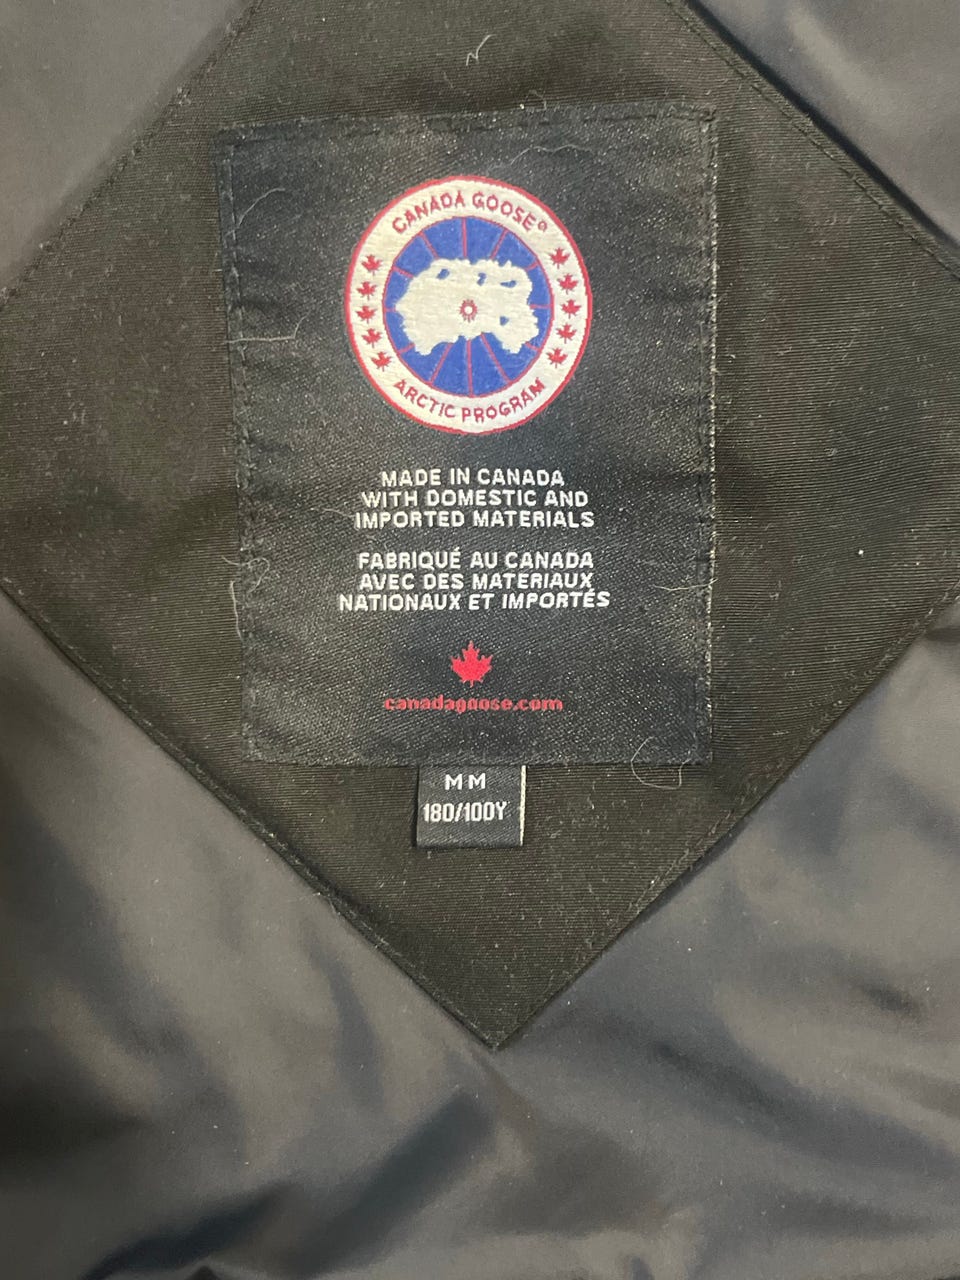 CANADA GOOSE®
ARCTIC PROGRAM
MADE IN CANADA
WITH DOMESTIC AND
IMPORTED MATERIALS
FABRIQUÉ AU CANADA
AVEC DES MATERIAUX
NATIONAUX ET IMPORTÉS
canadagoose.com
MM
180/100Y